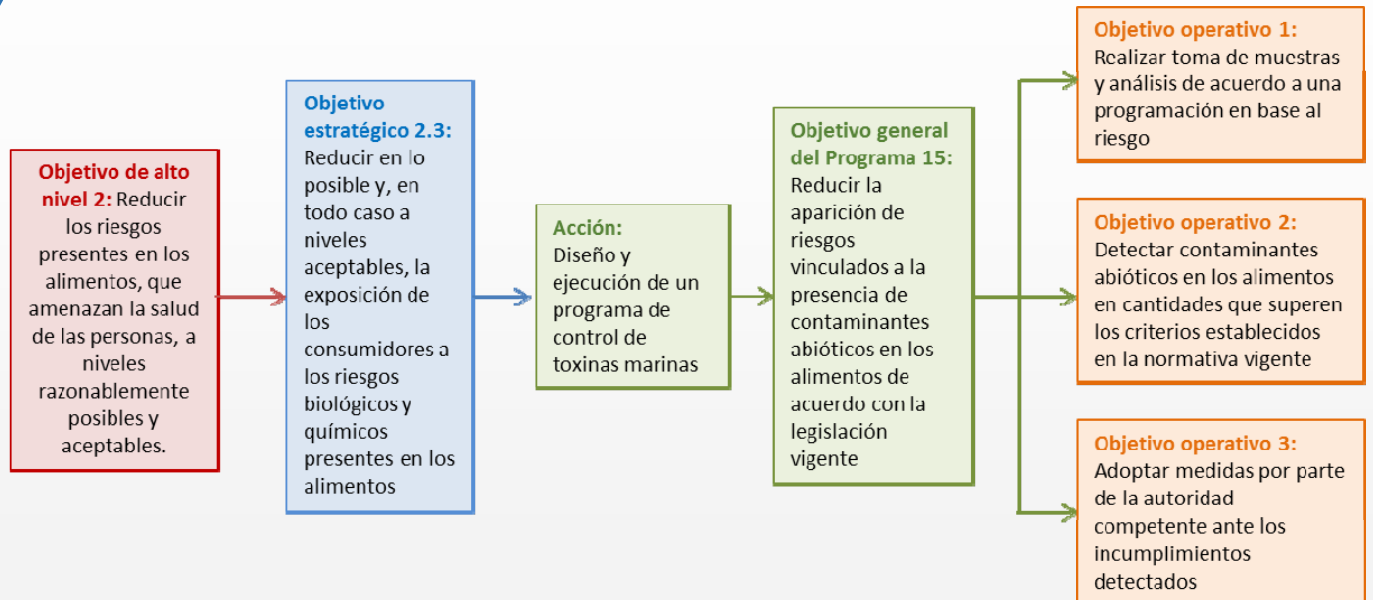 Objetivo de alto
nivel 2: Reducir
los riesgos
presentes en los
alimentos, que
amenazan la salud
de las personas, a
niveles
razonablemente
posibles y
aceptables.
Objetivo
estratégico 2.3:
Reducir en lo
posible y, en
todo caso a
niveles
aceptables, la
exposición de
los
consumidores a
los riesgos
biológicos y
químicos
presentes en los
alimentos
Acción:
Diseño y
ejecución de un
programa de
control de
toxinas marinas
Objetivo general
del Programa 15:
Reducir la
aparición de
riesgos
vinculados a la
presencia de
contaminantes
abióticos en los
alimentos de
acuerdo con la
legislación
vigente
Objetivo operativo 1:
Realizar toma de muestras
y análisis de acuerdo a una
programación en base al
riesgo
Objetivo operativo 2:
Detectar contaminantes
abióticos en los alimentos
en cantidades que superen
los criterios establecidos
en la normativa vigente
Objetivo operativo 3:
Adoptar medidas por parte
de la autoridad
competente ante los
incumplimientos
detectados